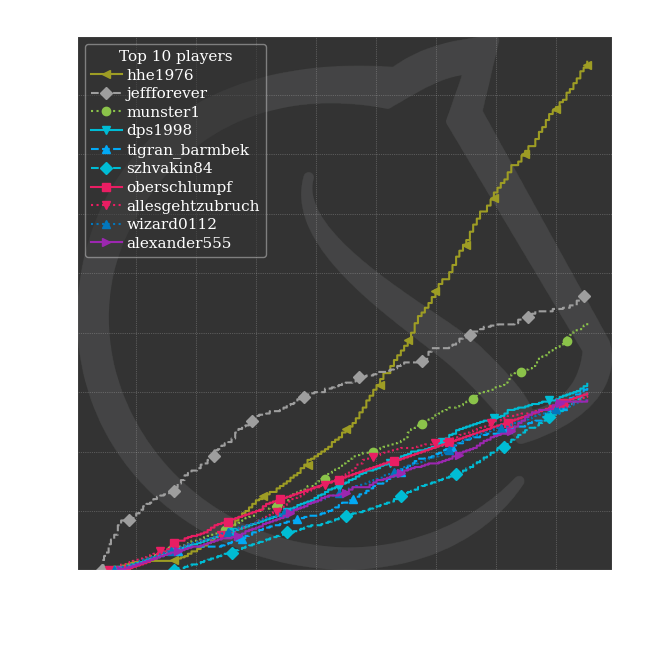 Top 10 players
hhe1976
jeffforever
munster1
dps1998
tigran_barmbek
szhvakin84
oberschlumpf
allesgehtzubruch
wizard0112
alexander555